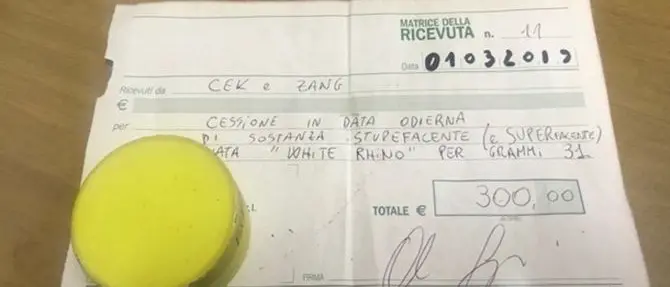 MATRICE DELLA
RICEVUTA n. 11
Data 01032017
Ricevuti da CEK e ZANG
€
per CESSIONE IN DATA ODIERNA
DI SOSTANZA STUPEFACENTE (e SUPERFACENTE)
"WHITE RHINO" PER GRAMMI 31
TOTALE € 300,00
FIRMA